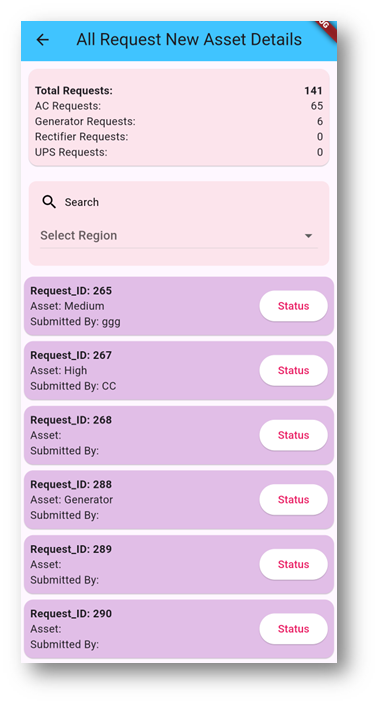 All Request New Asset Details
Total Requests: 141
AC Requests: 65
Generator Requests: 6
Rectifier Requests: 0
UPS Requests: 0
Search
Select Region
Request_ID: 265
Asset: Medium
Submitted By: ggg
Status
Request_ID: 267
Asset: High
Submitted By: CC
Status
Request_ID: 268
Asset:
Submitted By:
Status
Request_ID: 288
Asset: Generator
Submitted By:
Status
Request_ID: 289
Asset:
Submitted By:
Status
Request_ID: 290
Asset:
Submitted By:
Status